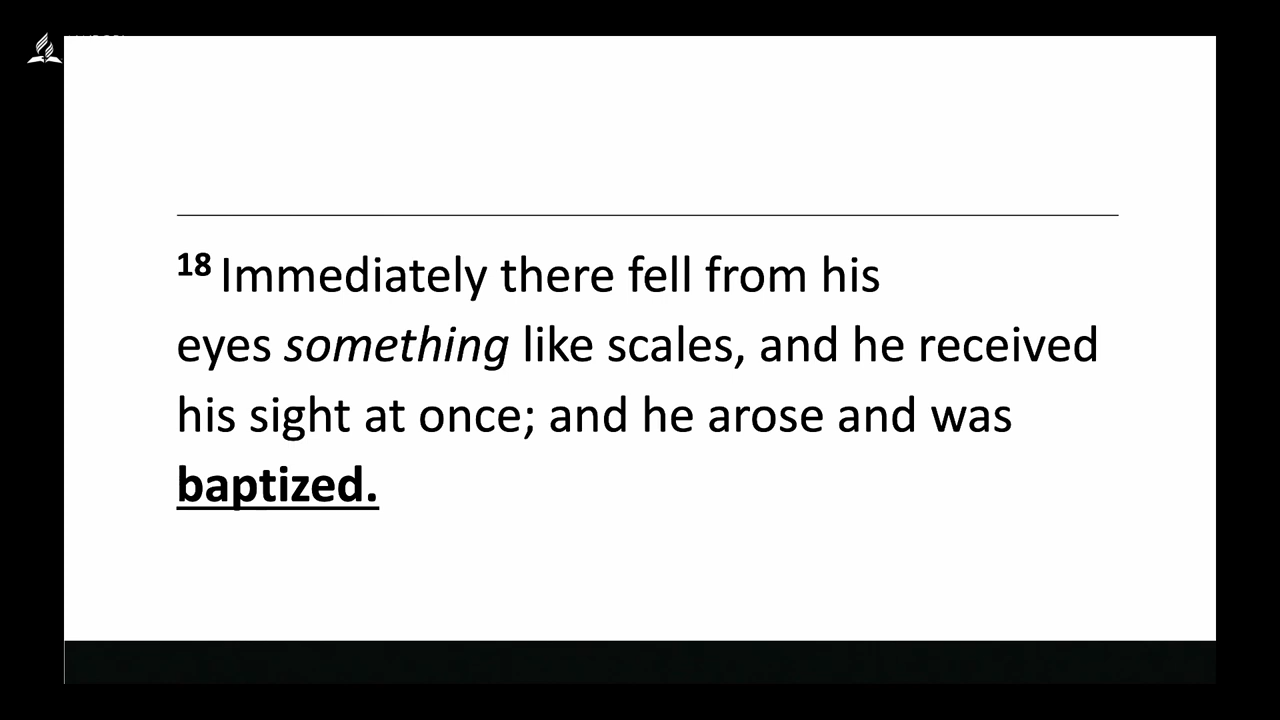 18 Immediately there fell from his
eyes something like scales, and he received
his sight at once; and he arose and was
baptized.